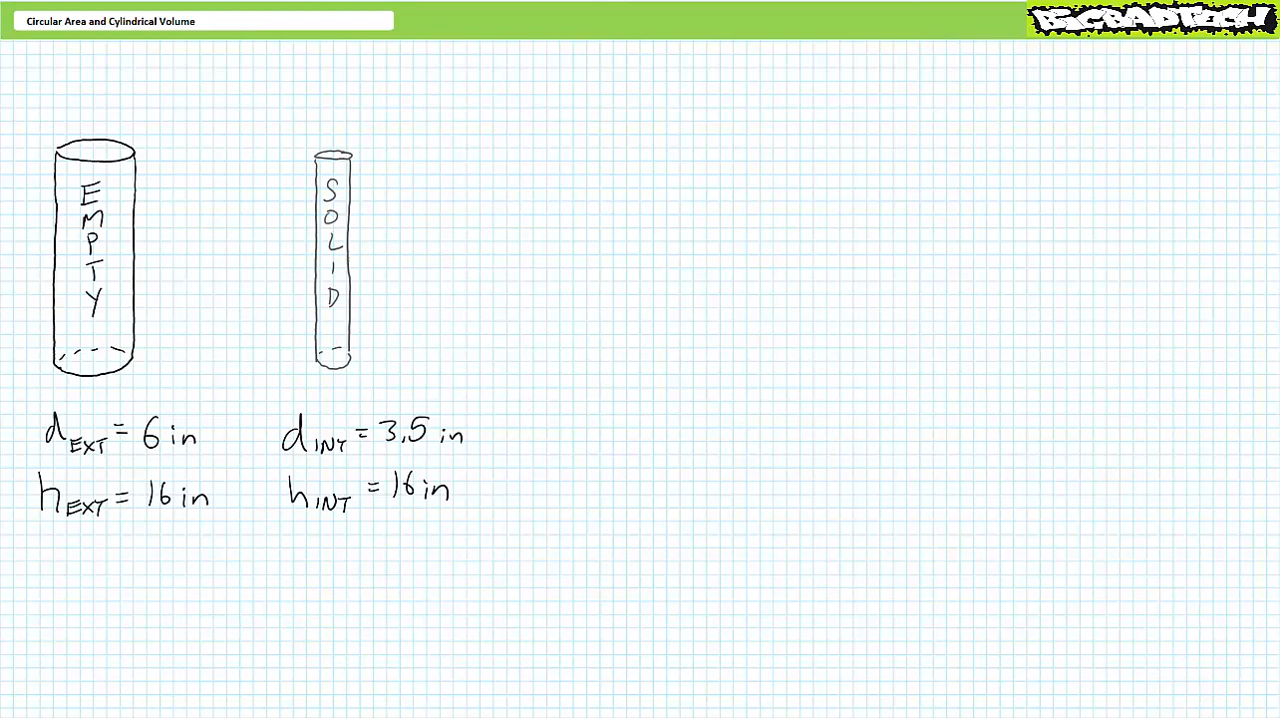 Circular Area and Cylindrical Volume
BIGBADTECH
EMPTY
SOLID
dEXT = 6 in
hEXT = 16 in
dINT = 3.5 in
hINT = 16 in